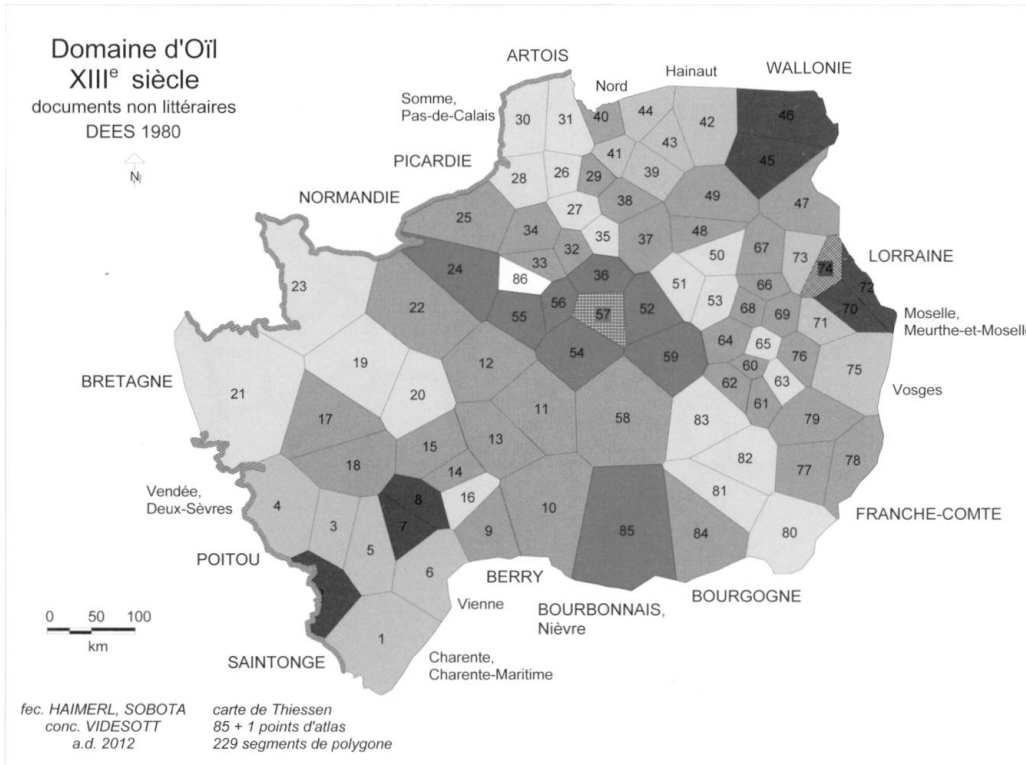 Domaine d'Oïl
XIIIe siècle
documents non littéraires
DEES 1980
N
ARTOIS
Nord
Hainaut
WALLONIE
Somme,
Pas-de-Calais
PICARDIE
NORMANDIE
LORRAINE
Moselle,
Meurthe-et-Moselle
Vosges
BRETAGNE
Vendée,
Deux-Sèvres
POITOU
FRANCHE-COMTE
BERRY
BOURGOGNE
BOURBONNAIS,
Nièvre
Vienne
SAINTONGE
Charente,
Charente-Maritime
30 31 40 44 42 46
41 43 45
28 26 29 39
27 38 49 47
25 34 35 37 48
32 50 67 73
33 36 74
24 86 51 53 66 72
23 56 57 52 68 69 70
22 55 71
54 59 64 65
19 12 60 76 75
21 20 62 63
11 58 61
17 13 83 79
15 82 78
18 14 77
4 8 16 81
3 7 10 85 84 80
5 9
6
1
0 50 100
km
fec. HAIMERL, SOBOTA
conc. VIDESOTT
a.d. 2012
carte de Thiessen
85 + 1 points d'atlas
229 segments de polygone